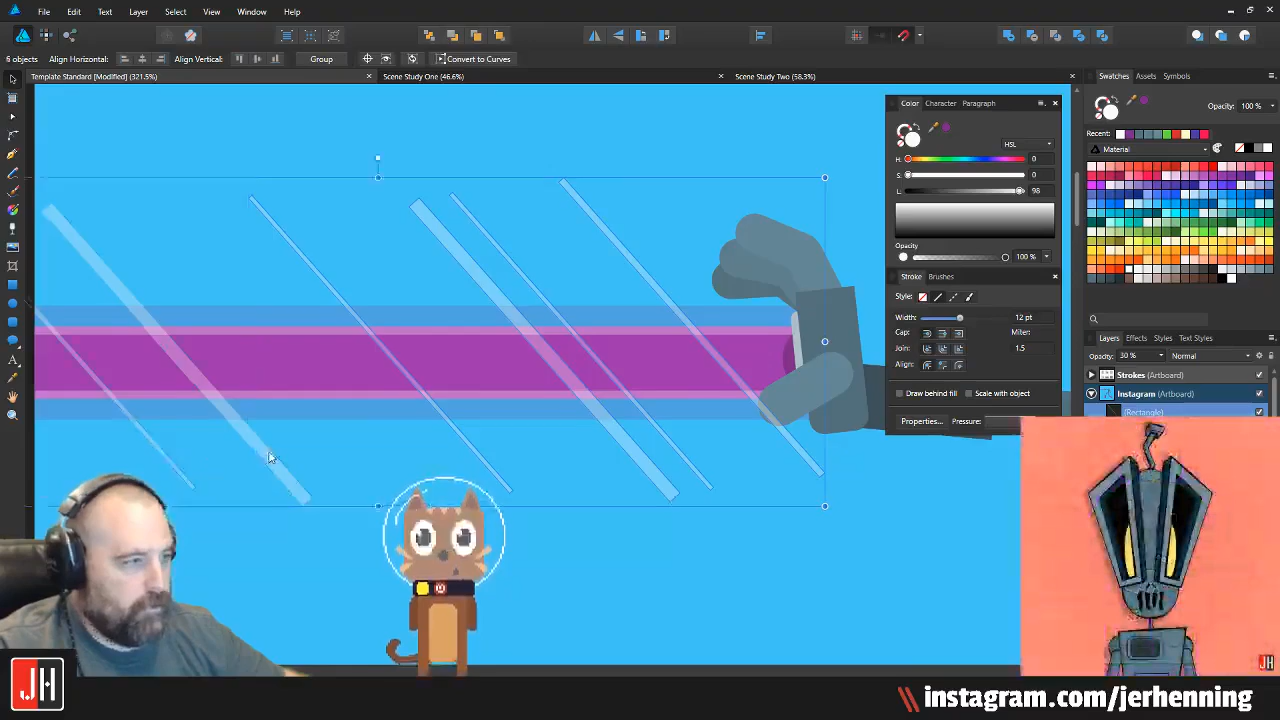 File Edit Text Layer Select View Window Help
6 objects Align Horizontal: Align Vertical: Group Convert to Curves
Template Standard [Modified] (321.5%) Scene Study One (46.6%) Scene Study Two (58.3%)
Swatches Assets Symbols
Color Character Paragraph
Opacity: 100 %
HSL
Recent:
H: 0
Material
S: 0
L: 98
Opacity
100 %
Stroke Brushes
Style:
Width: 12 pt
Cap: Miter:
Join: 1.5
Align:
Layers Effects Styles Text Styles
Opacity: 30 % Normal
Strokes (Artboard)
Draw behind fill Scale with object
Instagram (Artboard)
(Rectangle)
Properties... Pressure:
JH
JH
instagram.com/jerhenning